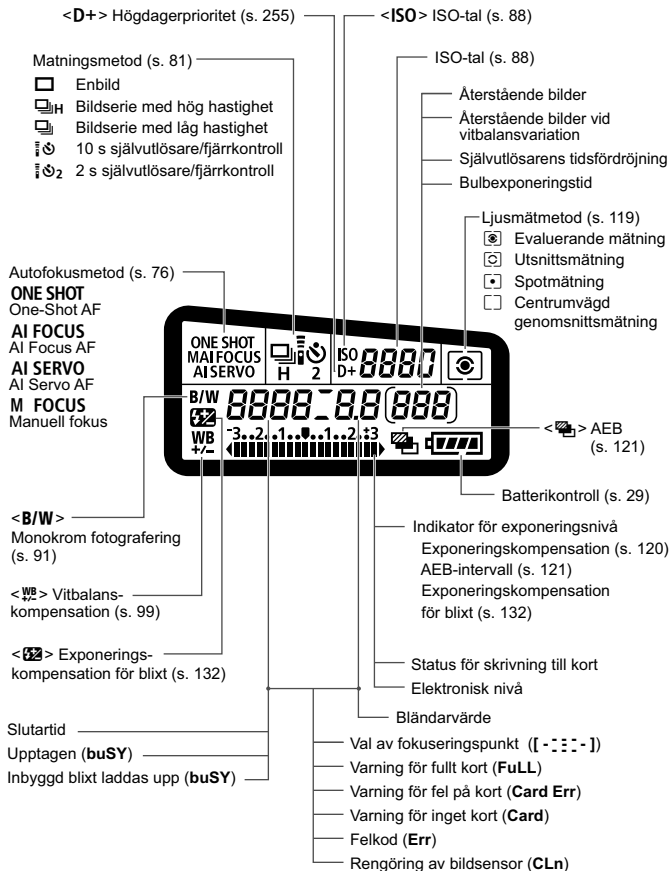 <D+> Högdagerprioritet (s. 255)
<ISO> ISO-tal (s. 88)
ISO-tal (s. 88)
Matningsmetod (s. 81)
Enbild
H Bildserie med hög hastighet
Bildserie med låg hastighet
10 s självutlösare/fjärrkontroll
2 2 s självutlösare/fjärrkontroll
Återstående bilder
Återstående bilder vid
vitbalansvariation
Självutlösarens tidsfördröjning
Bulbexponeringstid
Ljusmätmetod (s. 119)
Evaluerande mätning
Utsnittsmätning
Spotmätning
Centrumvägd
genomsnittsmätning
Autofokusmetod (s. 76)
ONE SHOT
One-Shot AF
AI FOCUS
AI Focus AF
AI SERVO
AI Servo AF
M FOCUS
Manuell fokus
ONE SHOT
MAI FOCUS
AI SERVO
H 2
ISO
D+ 8888
B/W 8888 8.8 (888)
WB
+/-
-3..2..1..0..1..2..+3
<AEB> AEB
(s. 121)
Batterikontroll (s. 29)
<B/W>
Monokrom fotografering
(s. 91)
<WB+/-> Vitbalans-
kompensation (s. 99)
< > Exponerings-
kompensation för blixt (s. 132)
Indikator för exponeringsnivå
Exponeringskompensation (s. 120)
AEB-intervall (s. 121)
Exponeringskompensation
för blixt (s. 132)
Status för skrivning till kort
Elektronisk nivå
Bländarvärde
Slutartid
Upptagen (buSY)
Inbyggd blixt laddas upp (buSY)
Val av fokuseringspunkt ([ - - ])
Varning för fullt kort (FuLL)
Varning för fel på kort (Card Err)
Varning för inget kort (Card)
Felkod (Err)
Rengöring av bildsensor (CLn)